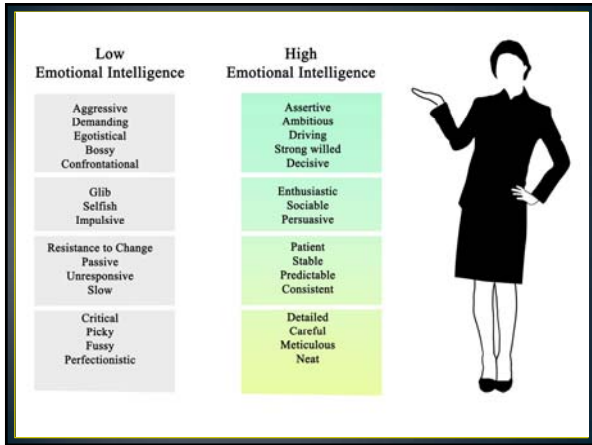 Low
Emotional Intelligence
Aggressive
Demanding
Egotistical
Bossy
Confrontational
Glib
Selfish
Impulsive
Resistance to Change
Passive
Unresponsive
Slow
Critical
Picky
Fussy
Perfectionistic
High
Emotional Intelligence
Assertive
Ambitious
Driving
Strong willed
Decisive
Enthusiastic
Sociable
Persuasive
Patient
Stable
Predictable
Consistent
Detailed
Careful
Meticulous
Neat